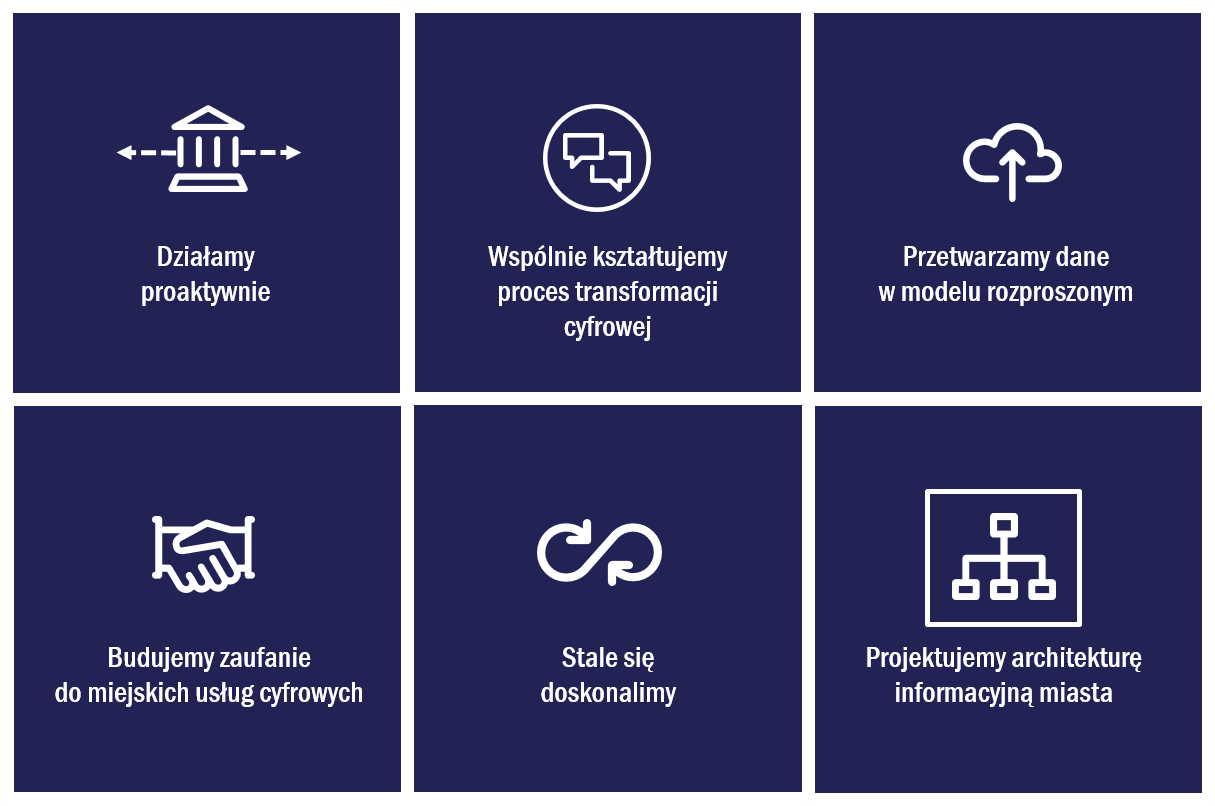 Działamy
proaktywnie
Wspólnie kształtujemy
proces transformacji
cyfrowej
Przetwarzamy dane
w modelu rozproszonym
Budujemy zaufanie
do miejskich usług cyfrowych
Stale się
doskonalimy
Projektujemy architekturę
informacyjną miasta